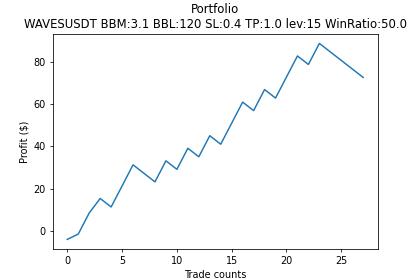 Portfolio
WAVESUSDT BBM:3.1 BBL:120 SL:0.4 TP:1.0 lev:15 WinRatio:50.0
80
60
40
20
0
Profit ($)
0 5 10 15 20 25
Trade counts